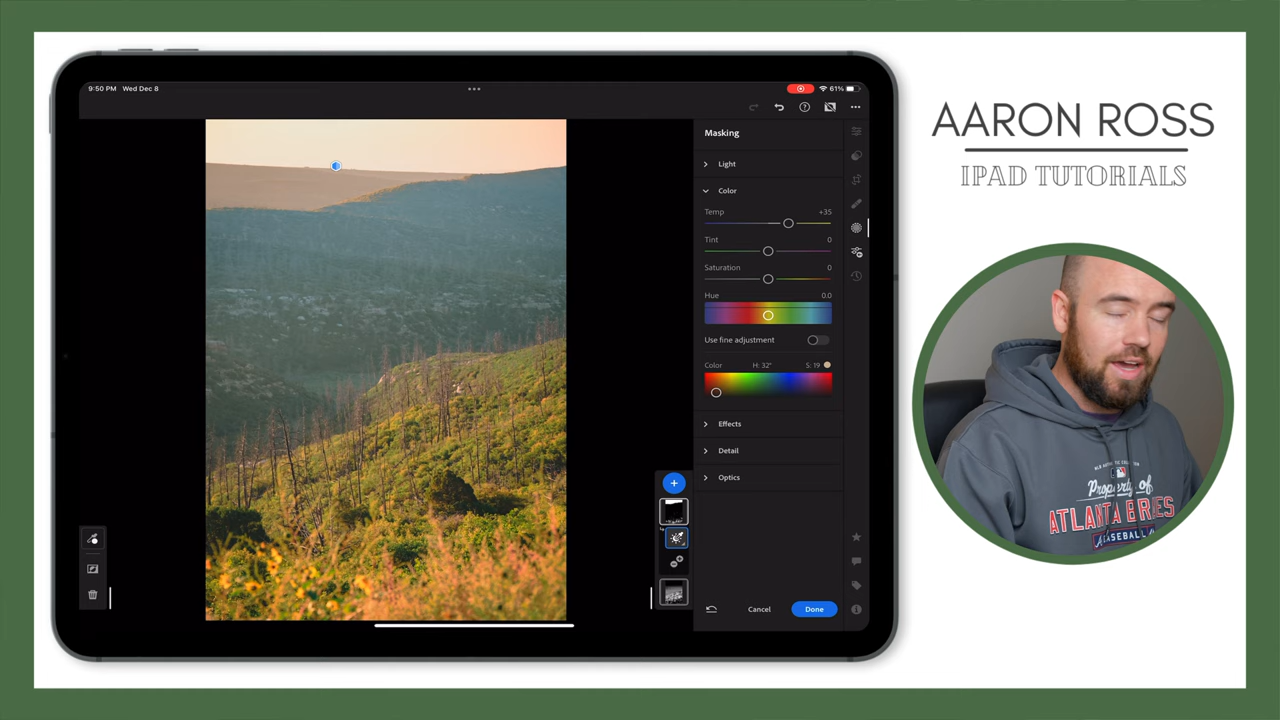 9:50 PM Wed Dec 8
61%
Masking
Light
Color
Temp +35
Tint 0
Saturation 0
Hue 0.0
Use fine adjustment
Color H: 32° S: 19
Effects
Detail
Optics
Cancel Done
AARON ROSS
IPAD TUTORIALS
Property of
ATLANTA BR ES
BASEBALL